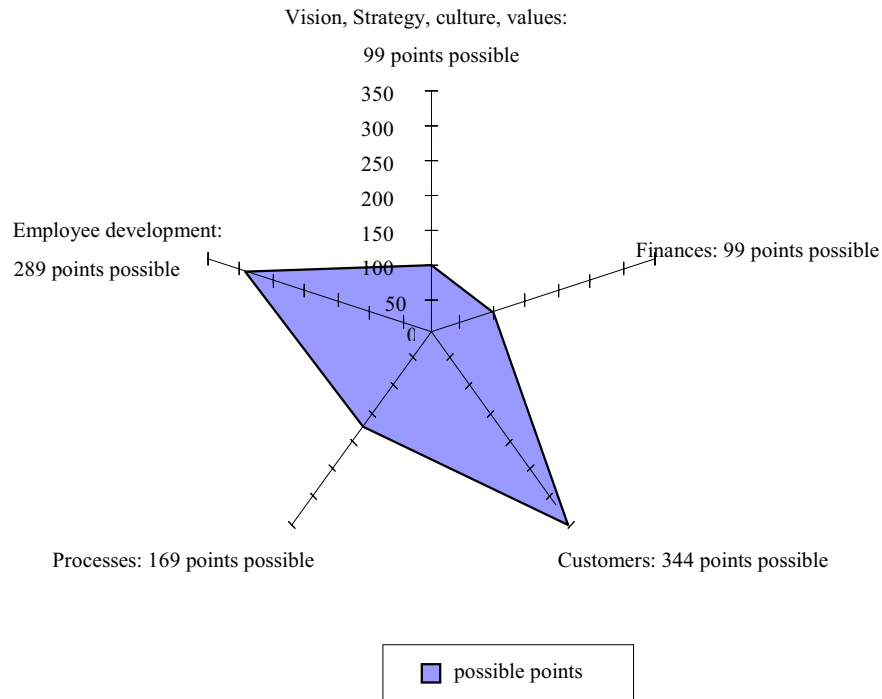 Vision, Strategy, culture, values:
99 points possible
350
300
250
200
150
100
50
0
Employee development:
289 points possible
Finances: 99 points possible
Processes: 169 points possible
Customers: 344 points possible
possible points